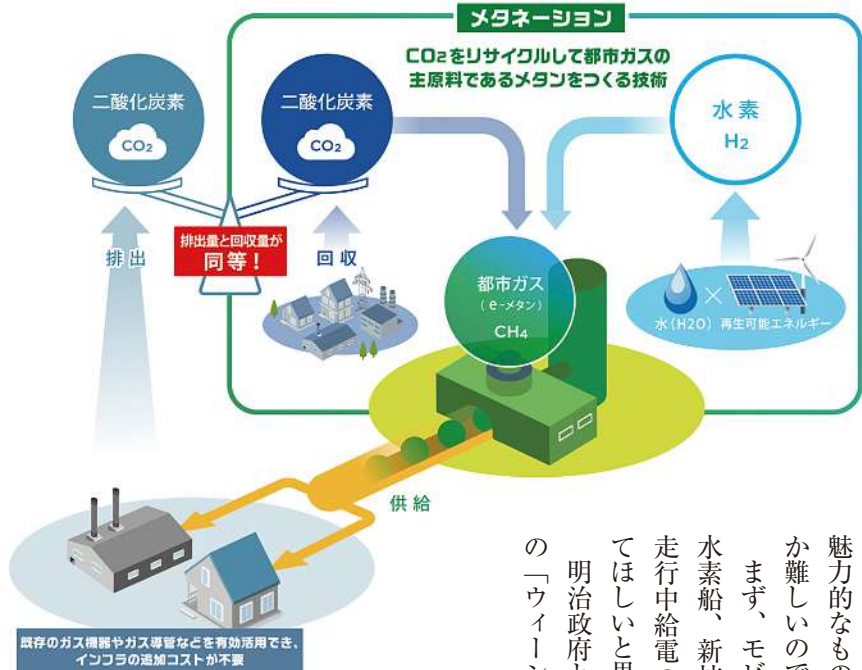 メタネーション
CO2をリサイクルして都市ガスの
主原料であるメタンをつくる技術
二酸化炭素
CO2
二酸化炭素
CO2
水素
H2
排出
排出量と回収量が
同等!
回収
都市ガス
(e-メタン)
CH4
水(H2O)
×
再生可能エネルギー
供給
既存のガス機器やガス導管などを有効活用でき、
インフラの追加コストが不要
魅力的なもの
か難しいので
まず、モビ
水素船、新
走行中給電の
てほしいと思
明治政府
の「ウィーン